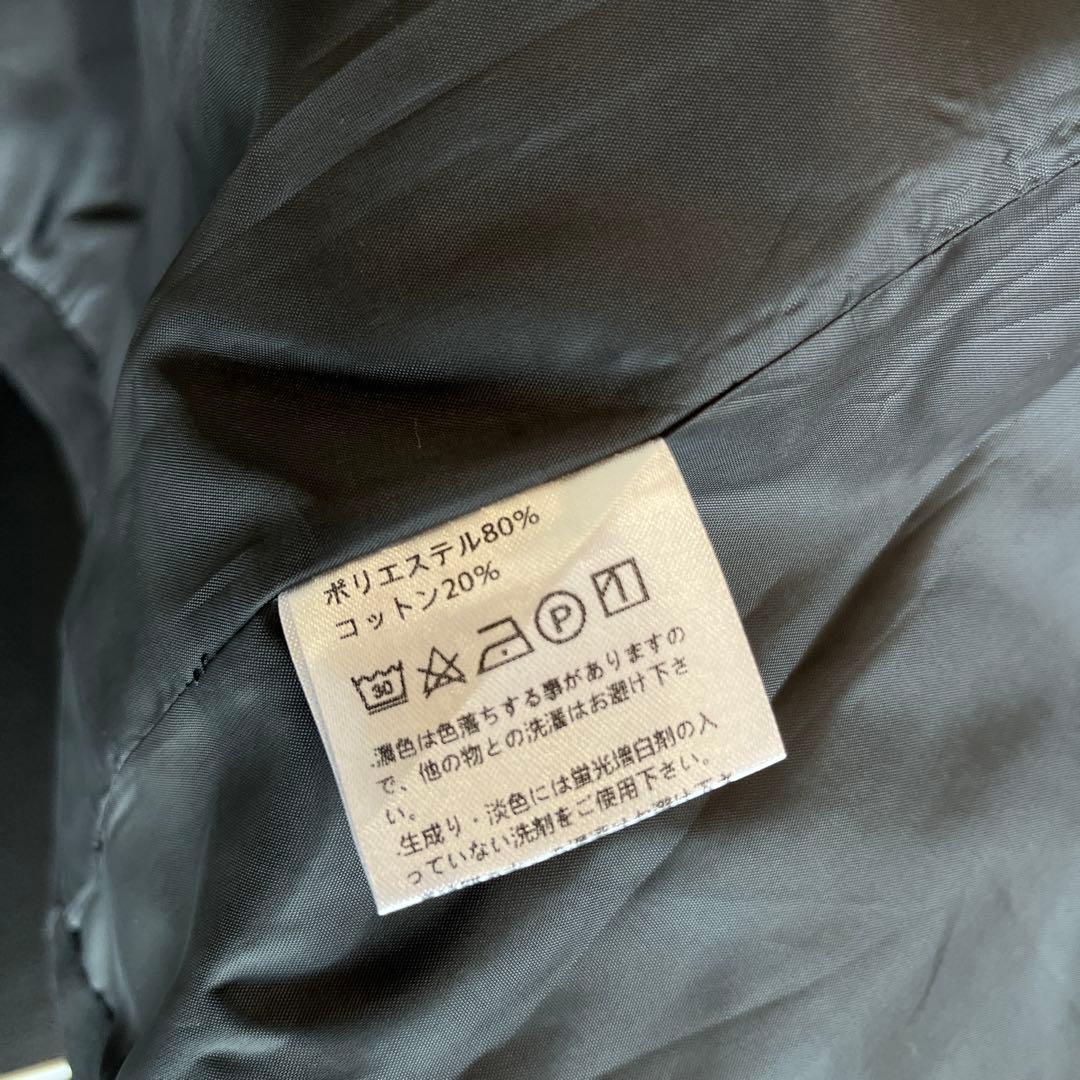 ポリエステル80%
コットン20%
30 P
濃色は色落ちする事がありますの
で、他の物との洗濯はお避け下さ
い。
生成り・淡色には蛍光増白剤の入
っていない洗剤をご使用下さい。